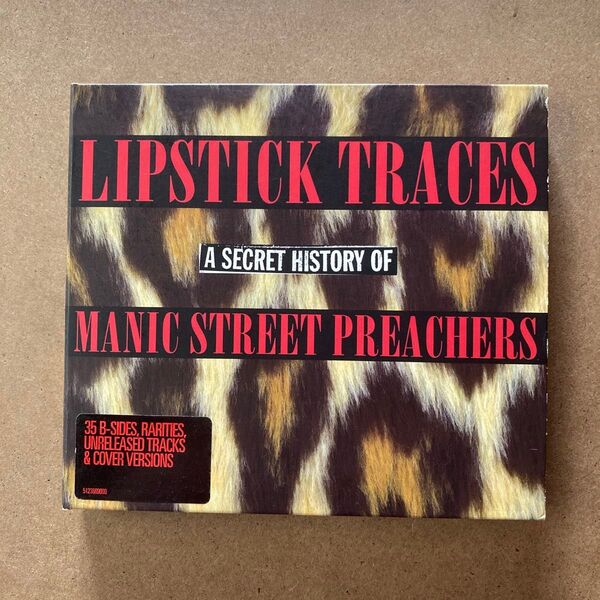 LIPSTICK TRACES
A SECRET HISTORY OF
MANIC STREET PREACHERS
35 B-SIDES, RARITIES,
UNRELEASED TRACKS
& COVER VERSIONS